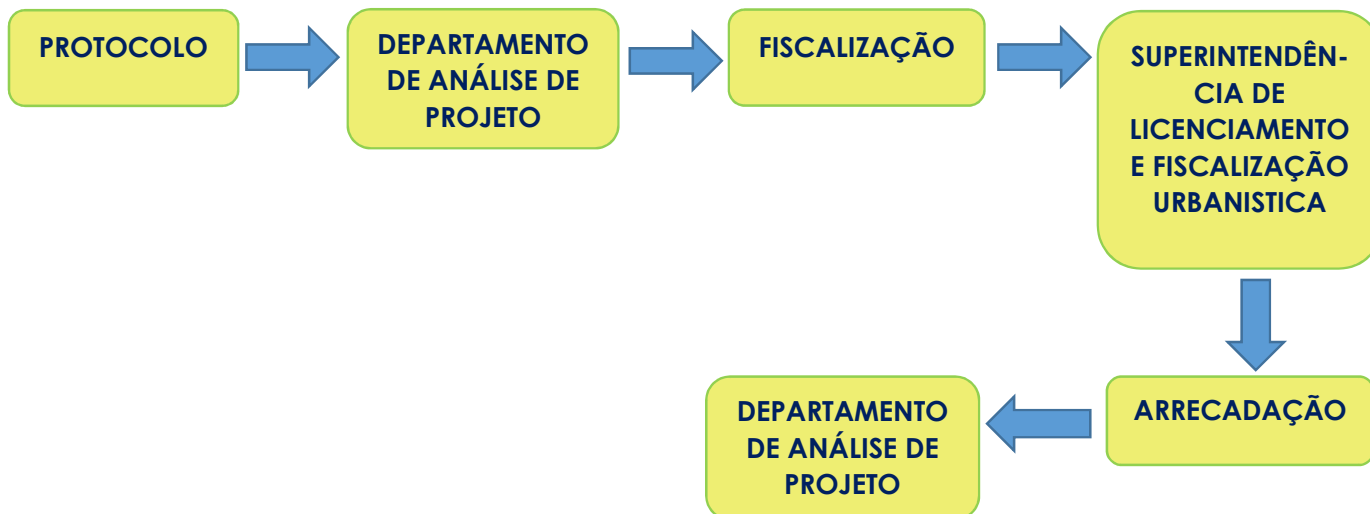 PROTOCOLO
DEPARTAMENTO
DE ANÁLISE DE
PROJETO
FISCALIZAÇÃO
SUPERINTENDÊN-
CIA DE
LICENCIAMENTO
E FISCALIZAÇÃO
URBANISTICA
ARRECADAÇÃO
DEPARTAMENTO
DE ANÁLISE DE
PROJETO